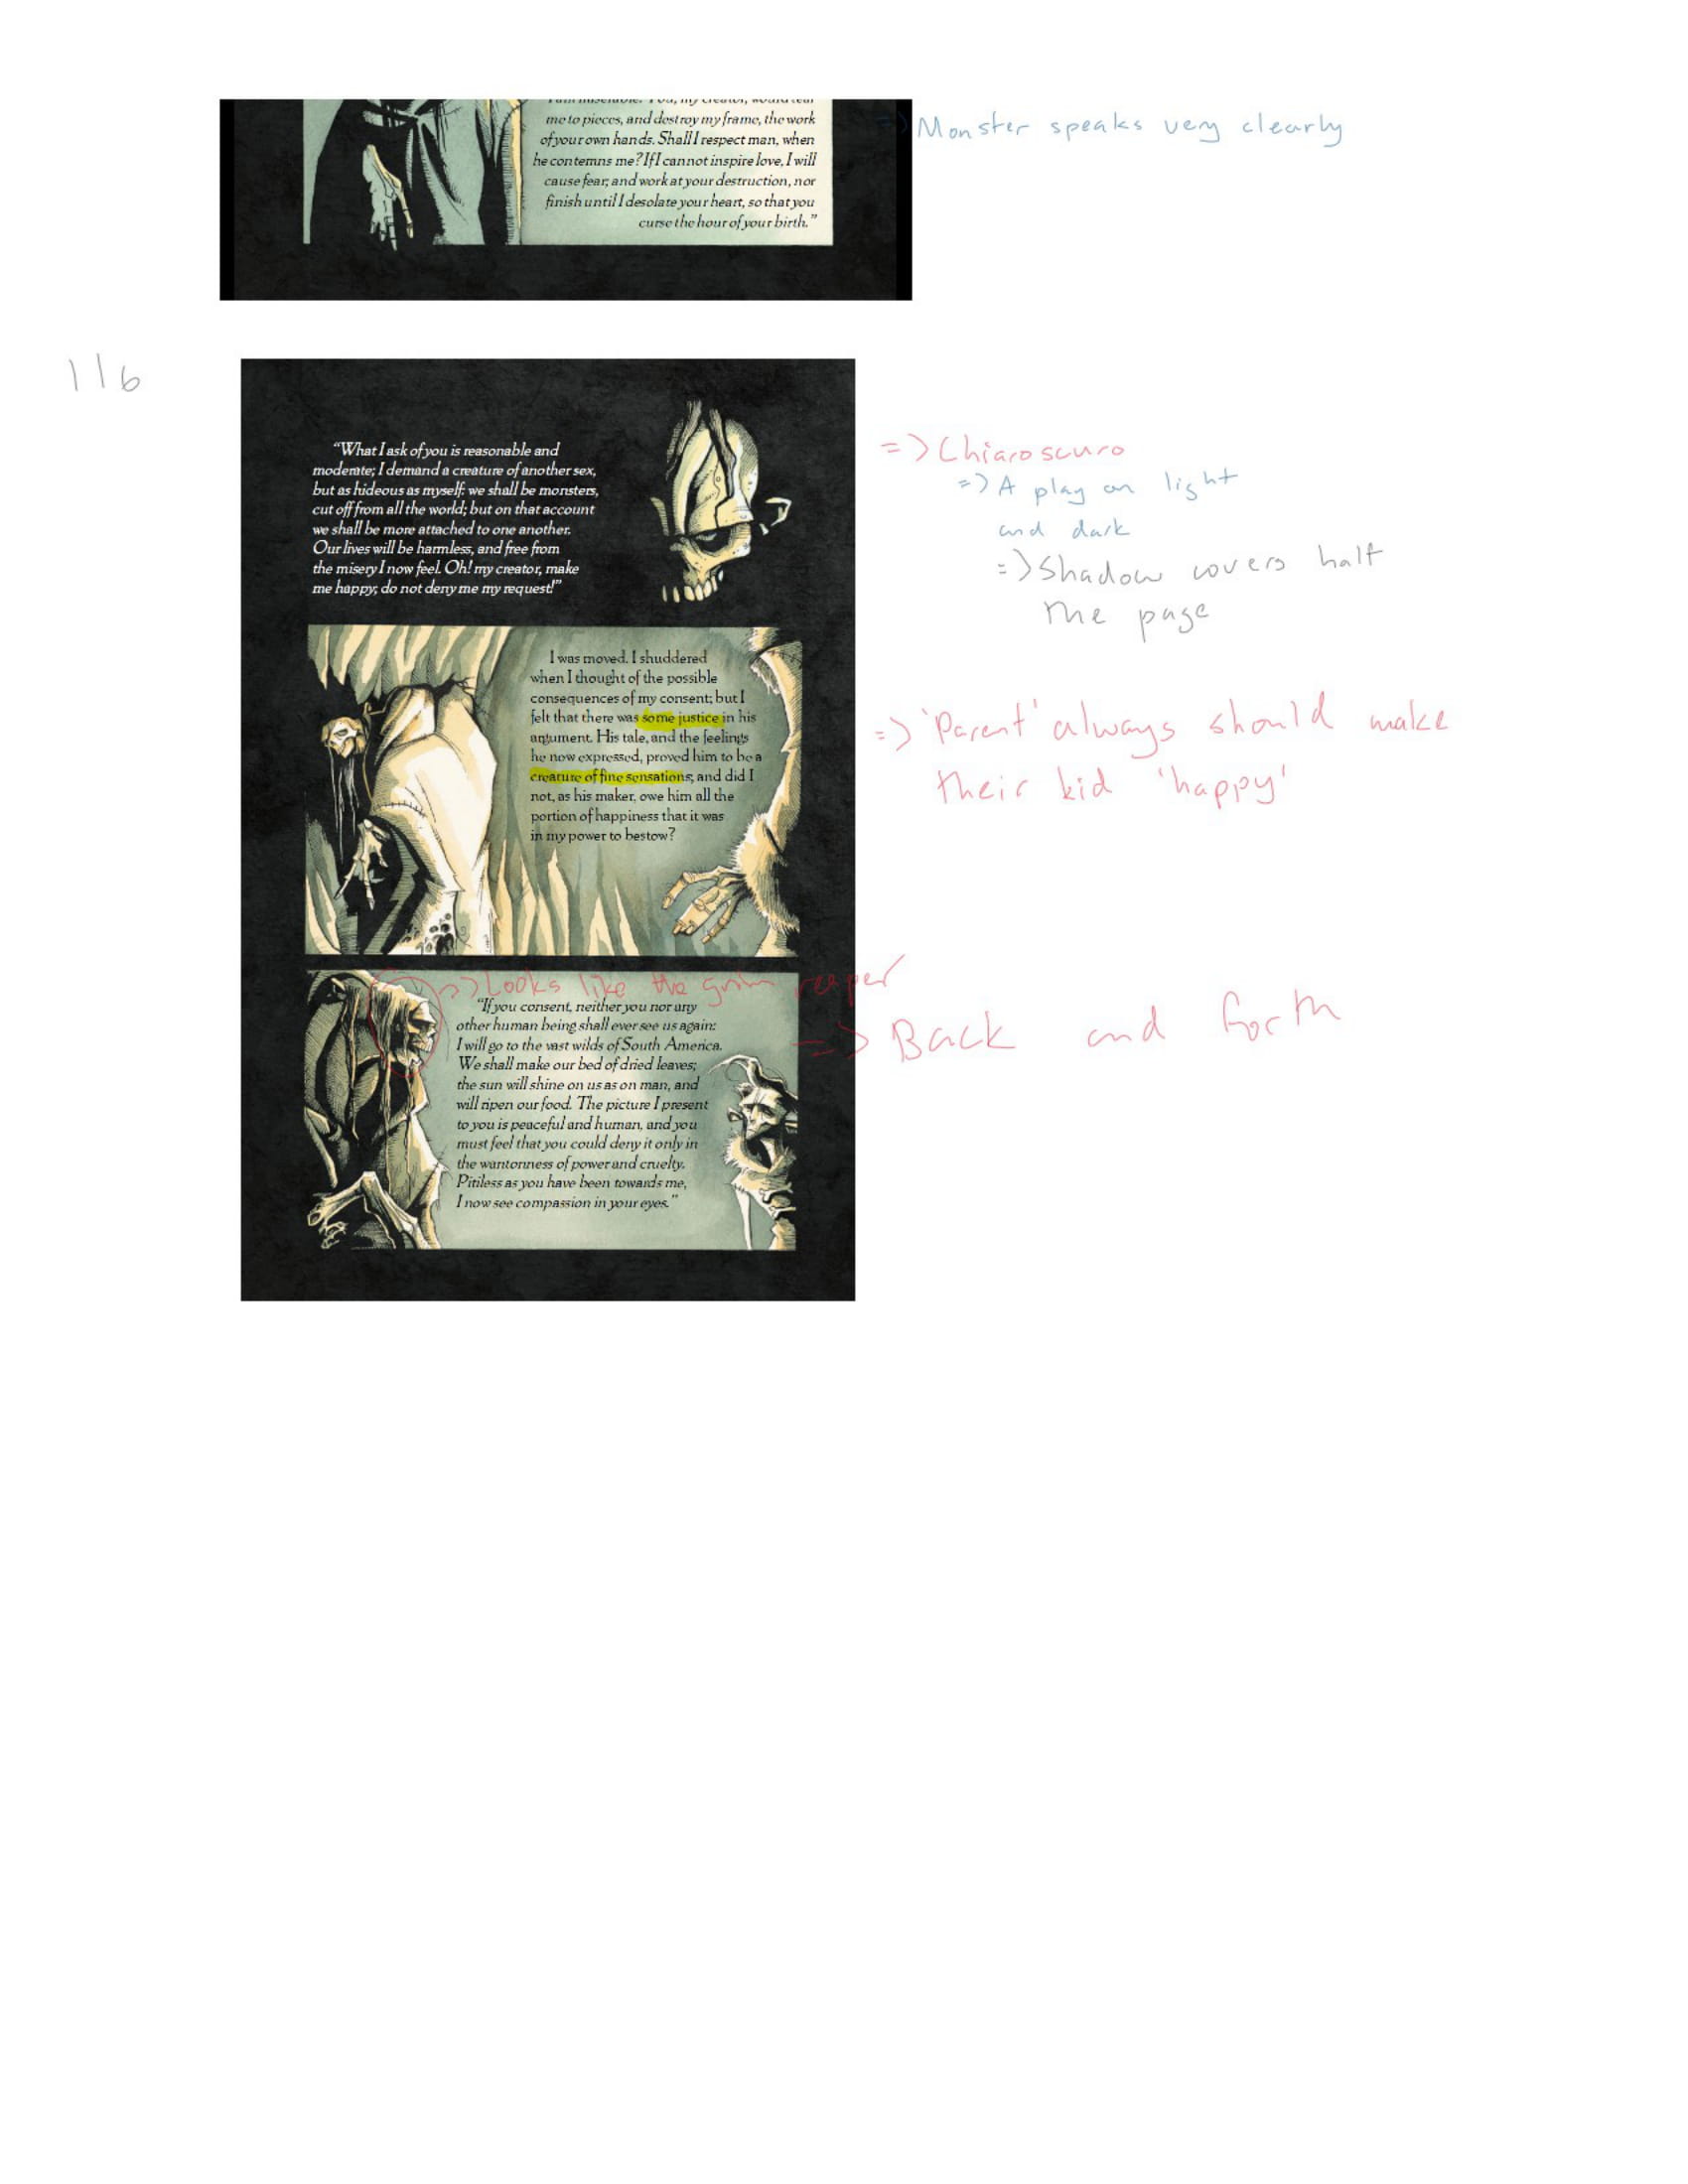 I am miserable. You, my creator, would tear
me to pieces, and destroy my frame, the work
of your own hands. Shall I respect man, when
he contemns me? If I cannot inspire love, I will
cause fear; and work at your destruction, nor
finish until I desolate your heart, so that you
curse the hour of your birth."
=> Monster speaks very clearly
116
"What I ask of you is reasonable and
moderate; I demand a creature of another sex,
but as hideous as myself: we shall be monsters,
cut off from all the world; but on that account
we shall be more attached to one another.
Our lives will be harmless, and free from
the misery I now feel. Oh! my creator, make
me happy; do not deny me my request!"
=> Chiaroscuro
=> A play on light
and dark
=> Shadow covers half
the page
I was moved. I shuddered
when I thought of the possible
consequences of my consent; but I
felt that there was some justice in his
argument. His tale, and the feelings
he now expressed, proved him to be a
creature of fine sensations; and did I
not, as his maker, owe him all the
portion of happiness that it was
in my power to bestow?
=> 'Parent' always should make
their kid 'happy'
=> Looks like the grim reaper
"If you consent, neither you nor any
other human being shall ever see us again:
I will go to the vast wilds of South America.
We shall make our bed of dried leaves;
the sun will shine on us as on man, and
will ripen our food. The picture I present
to you is peaceful and human, and you
must feel that you could deny it only in
the wantonness of power and cruelty.
Pitiless as you have been towards me,
I now see compassion in your eyes."
=> Back and forth